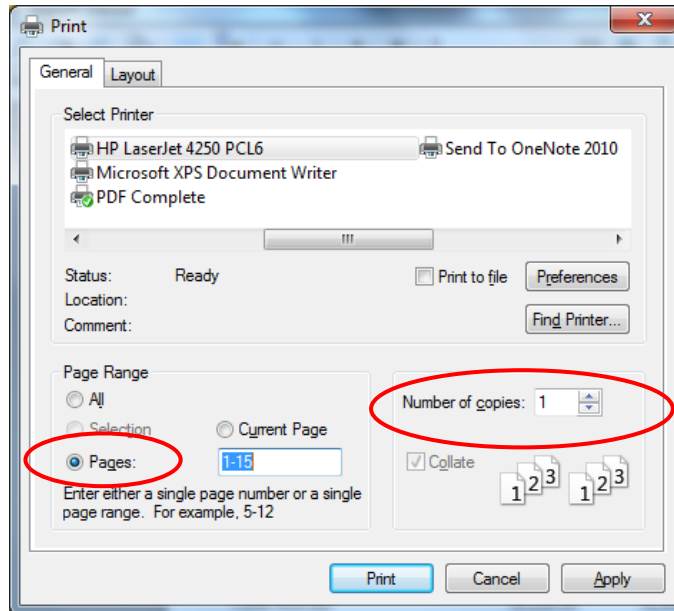 Print
General Layout
Select Printer
HP LaserJet 4250 PCL6 Send To OneNote 2010
Microsoft XPS Document Writer
PDF Complete
Status: Ready Print to file Preferences
Location:
Comment: Find Printer...
Page Range
All Number of copies: 1
Selection Current Page
Pages: 1-15 Collate 1 2 3 1 2 3
Enter either a single page number or a single
page range. For example, 5-12
Print Cancel Apply